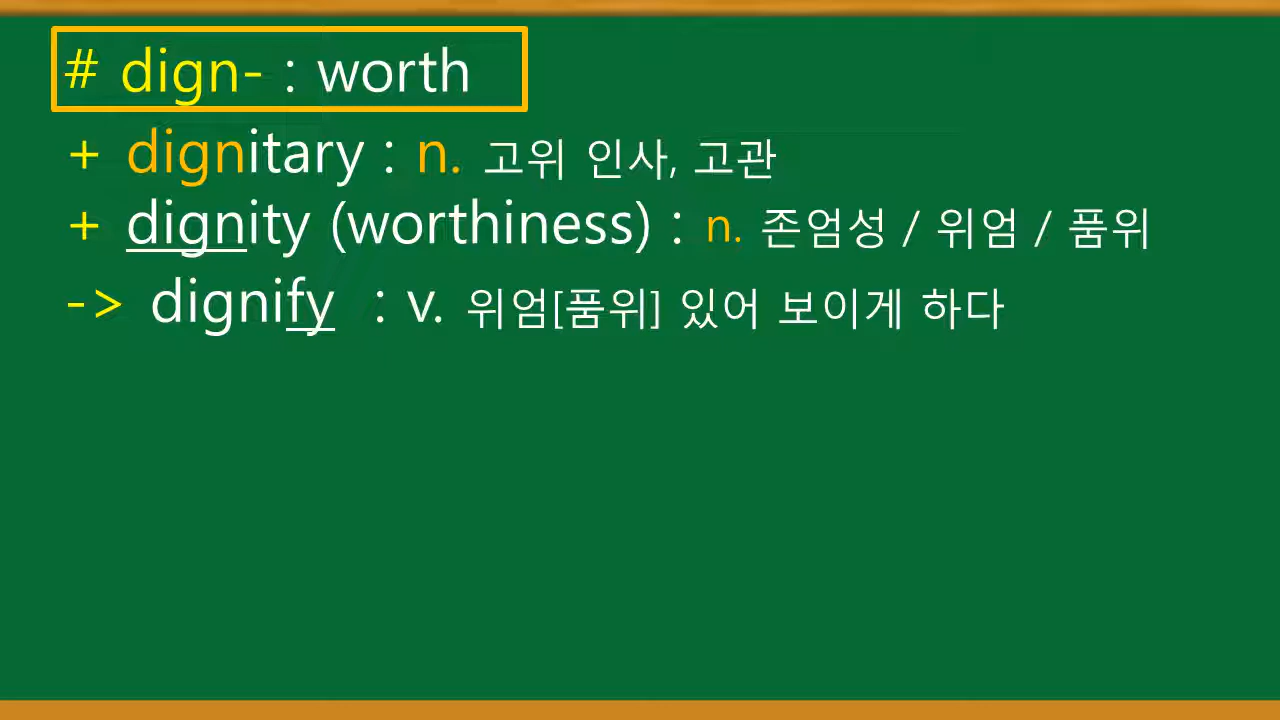 # dign- : worth
+ dignitary : n. 고위 인사, 고관
+ dignity (worthiness) : n. 존엄성 / 위엄 / 품위
-> dignify : v. 위엄[품위] 있어 보이게 하다